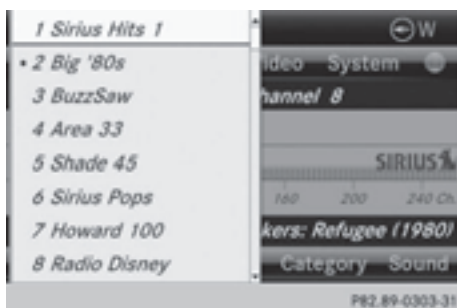 1 Sirius Hits 1
W
• 2 Big '80s
ideo System
3 BuzzSaw
hannel 8
4 Area 33
5 Shade 45
SIRIUS
6 Sirius Pops
160 200 240 Ch.
7 Howard 100
kers: Refugee (1980)
8 Radio Disney
Category Sound
P82.89-0303-31